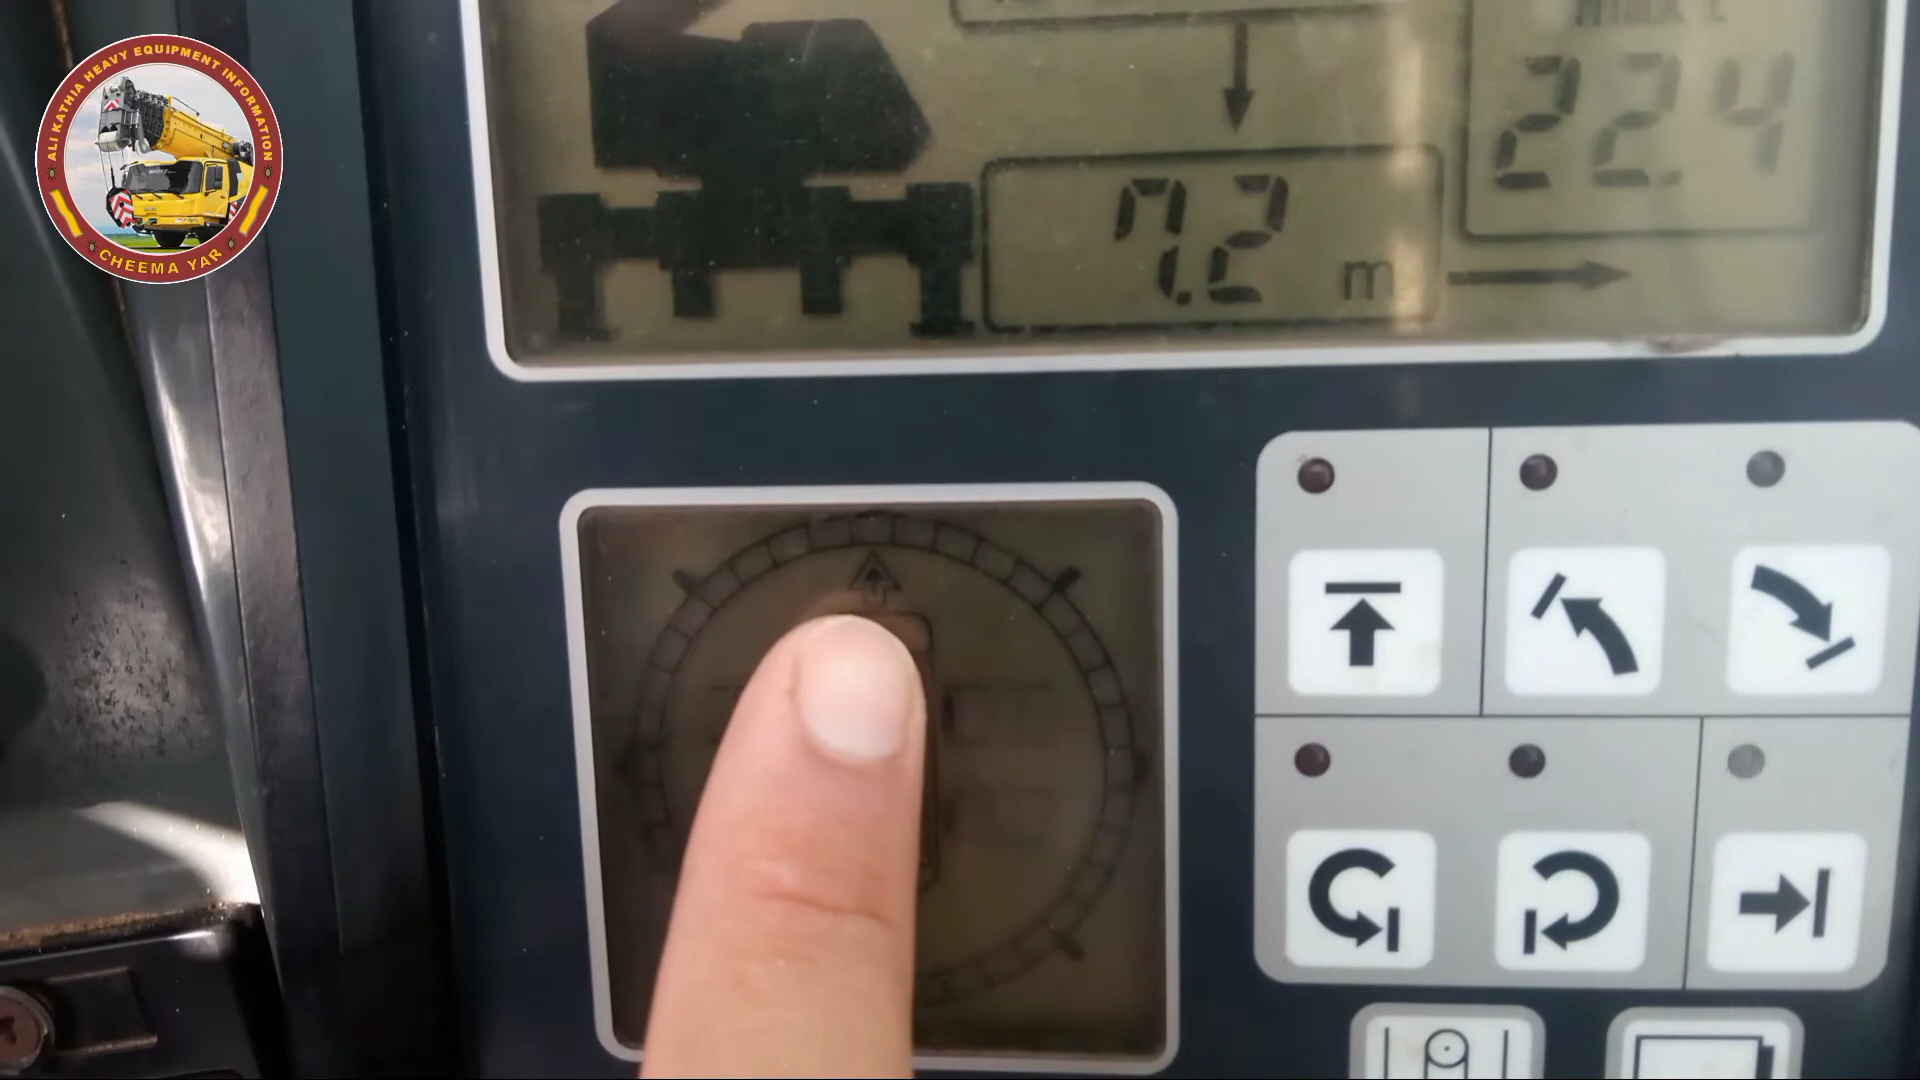 ALI KATHIA HEAVY EQUIPMENT INFORMATION
CHEEMA YAR
22.4
7.2 m